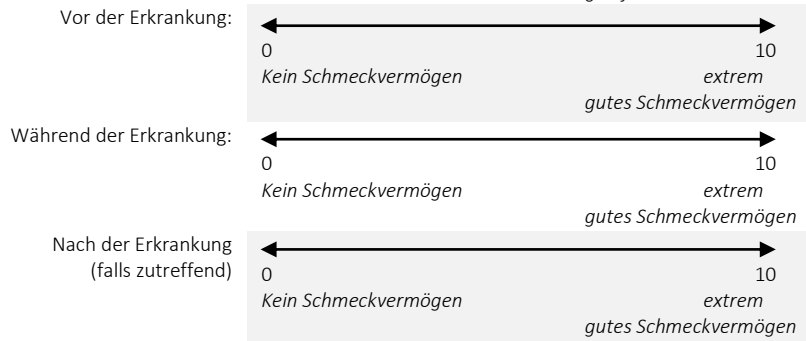 Vor der Erkrankung:
0 10
Kein Schmeckvermögen extrem
gutes Schmeckvermögen
Während der Erkrankung:
0 10
Kein Schmeckvermögen extrem
gutes Schmeckvermögen
Nach der Erkrankung
(falls zutreffend)
0 10
Kein Schmeckvermögen extrem
gutes Schmeckvermögen